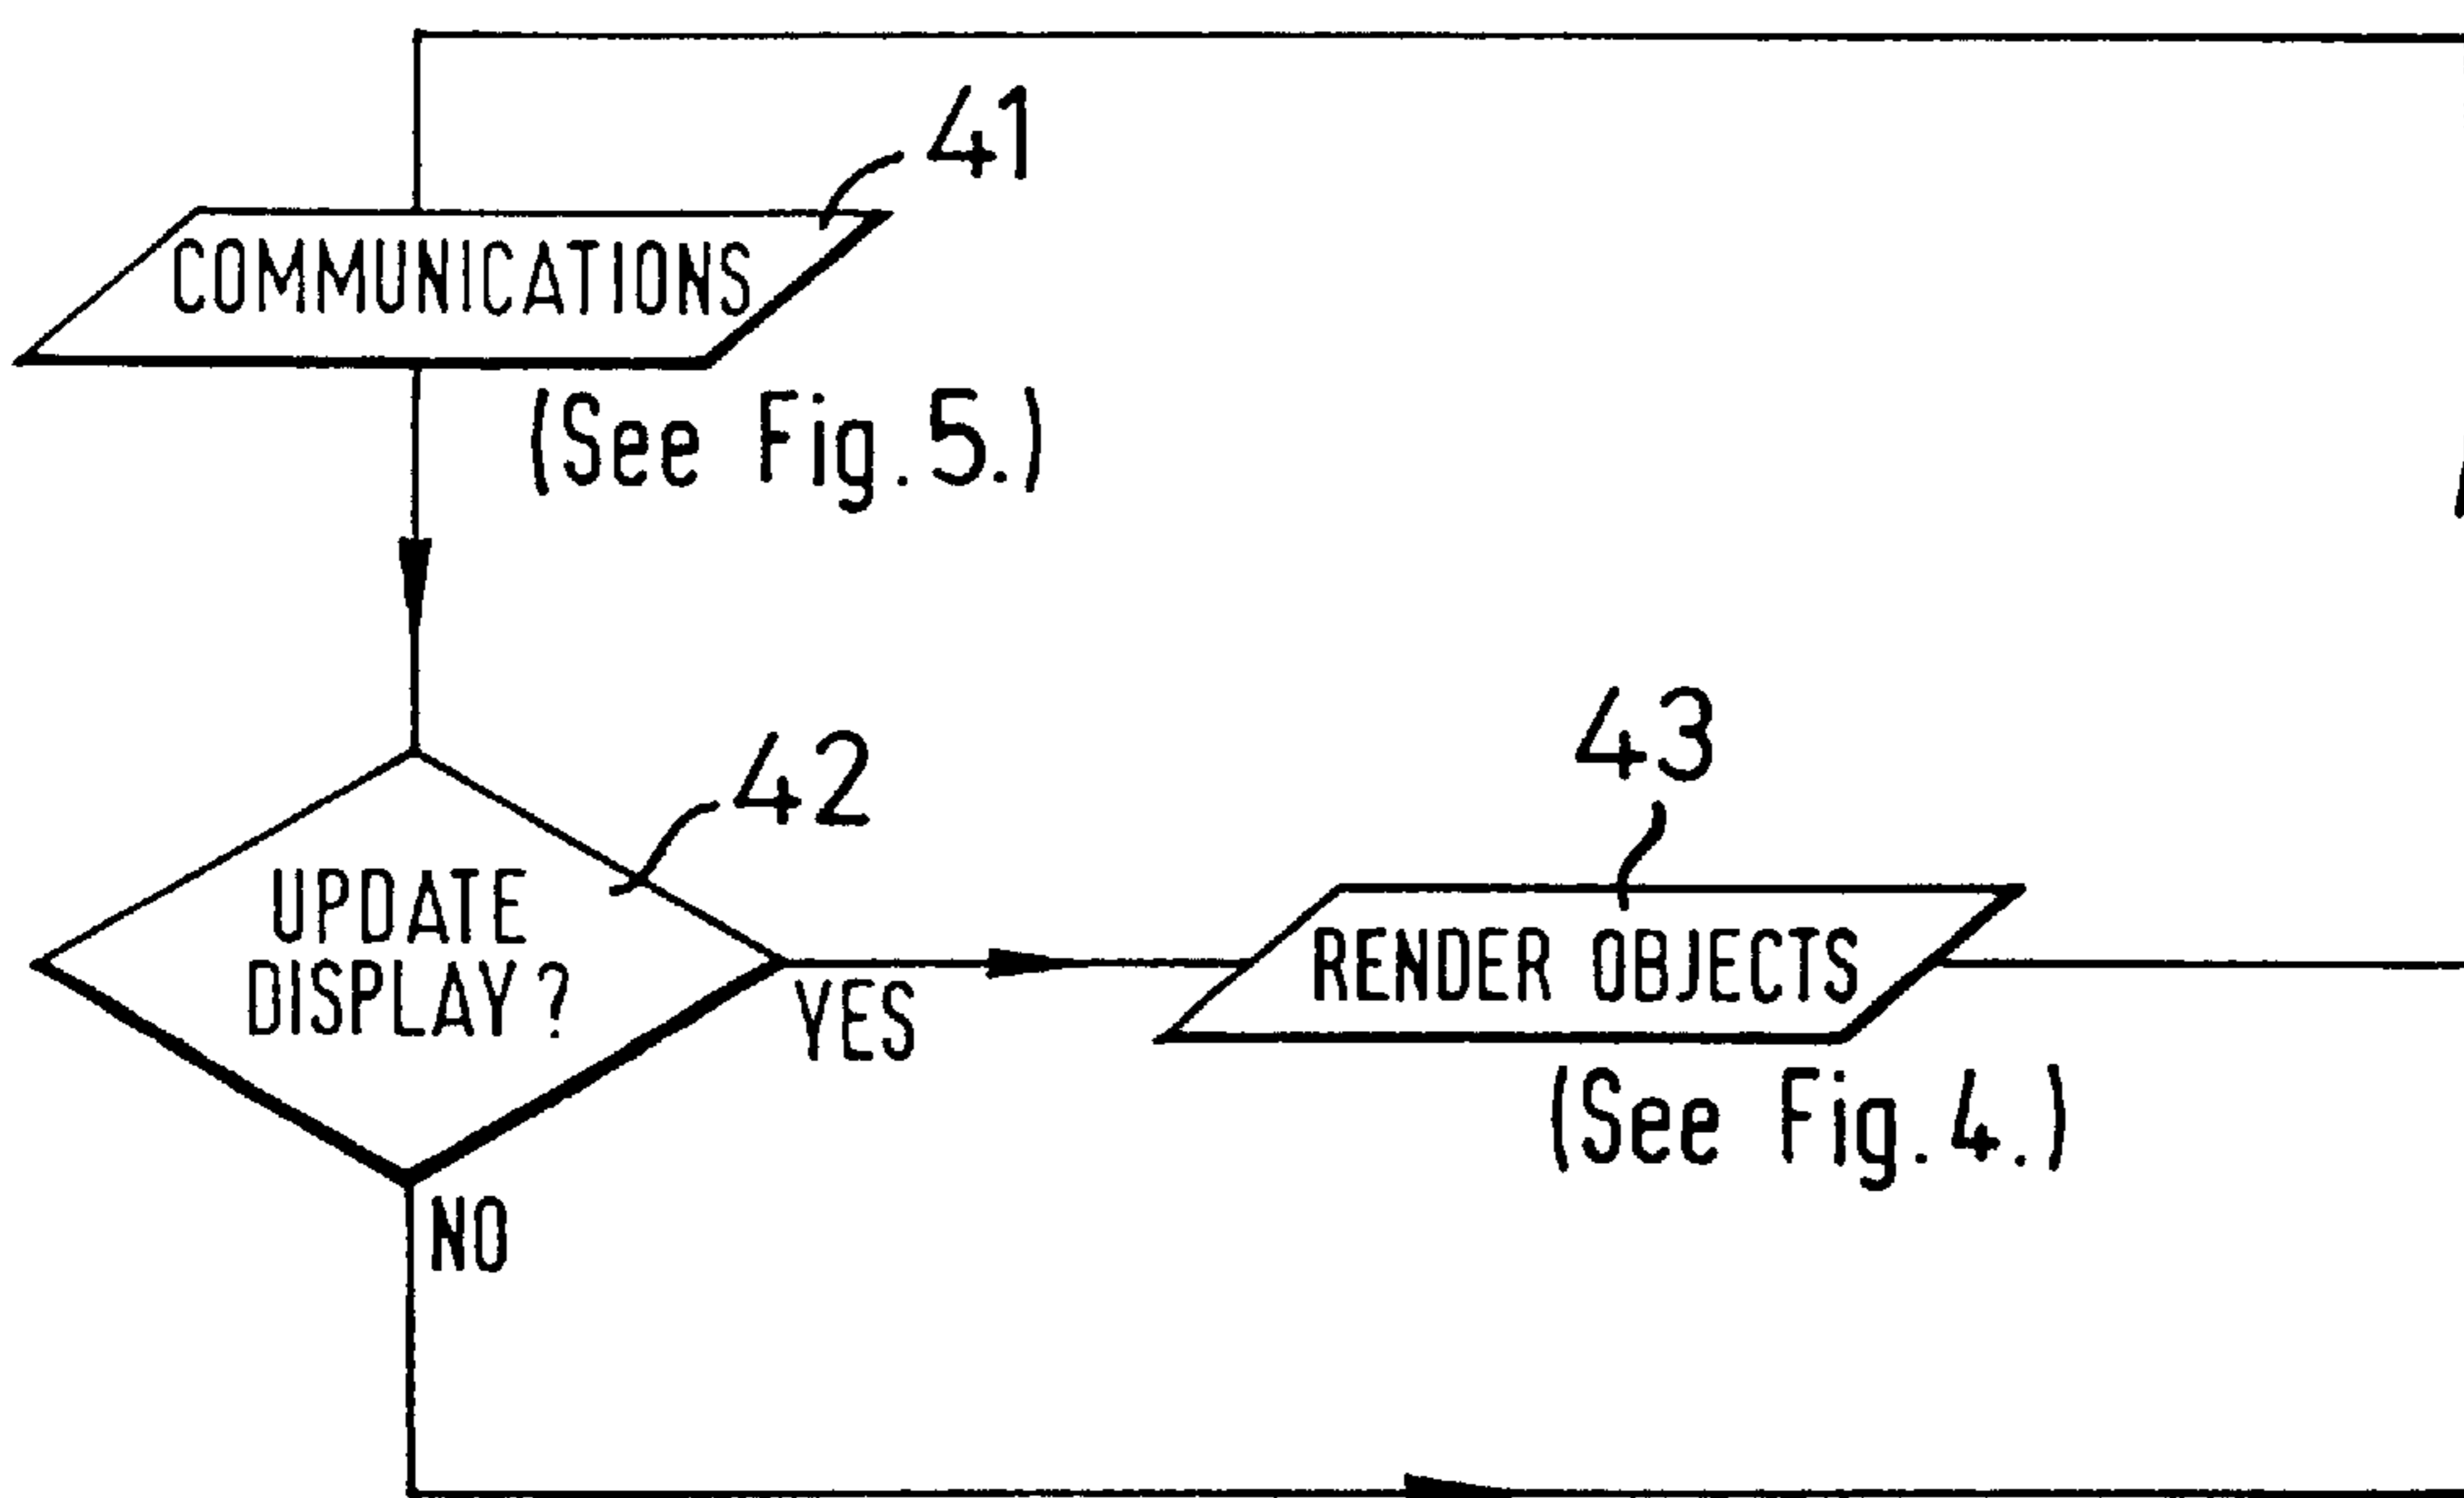 41
COMMUNICATIONS
(See Fig. 5.)
42
43
UPDATE
DISPLAY ?
RENDER OBJECTS
YES
(See Fig. 4.)
NO